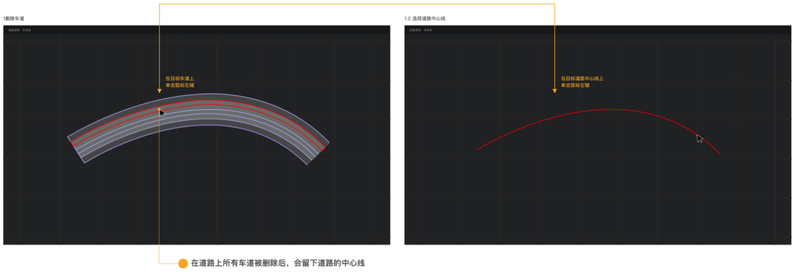 1删除车道
1.2 选择道路中心线
在目标车道上
单击鼠标左键
在目标道路中心线上
单击鼠标左键
在道路上所有车道被删除后，会留下道路的中心线